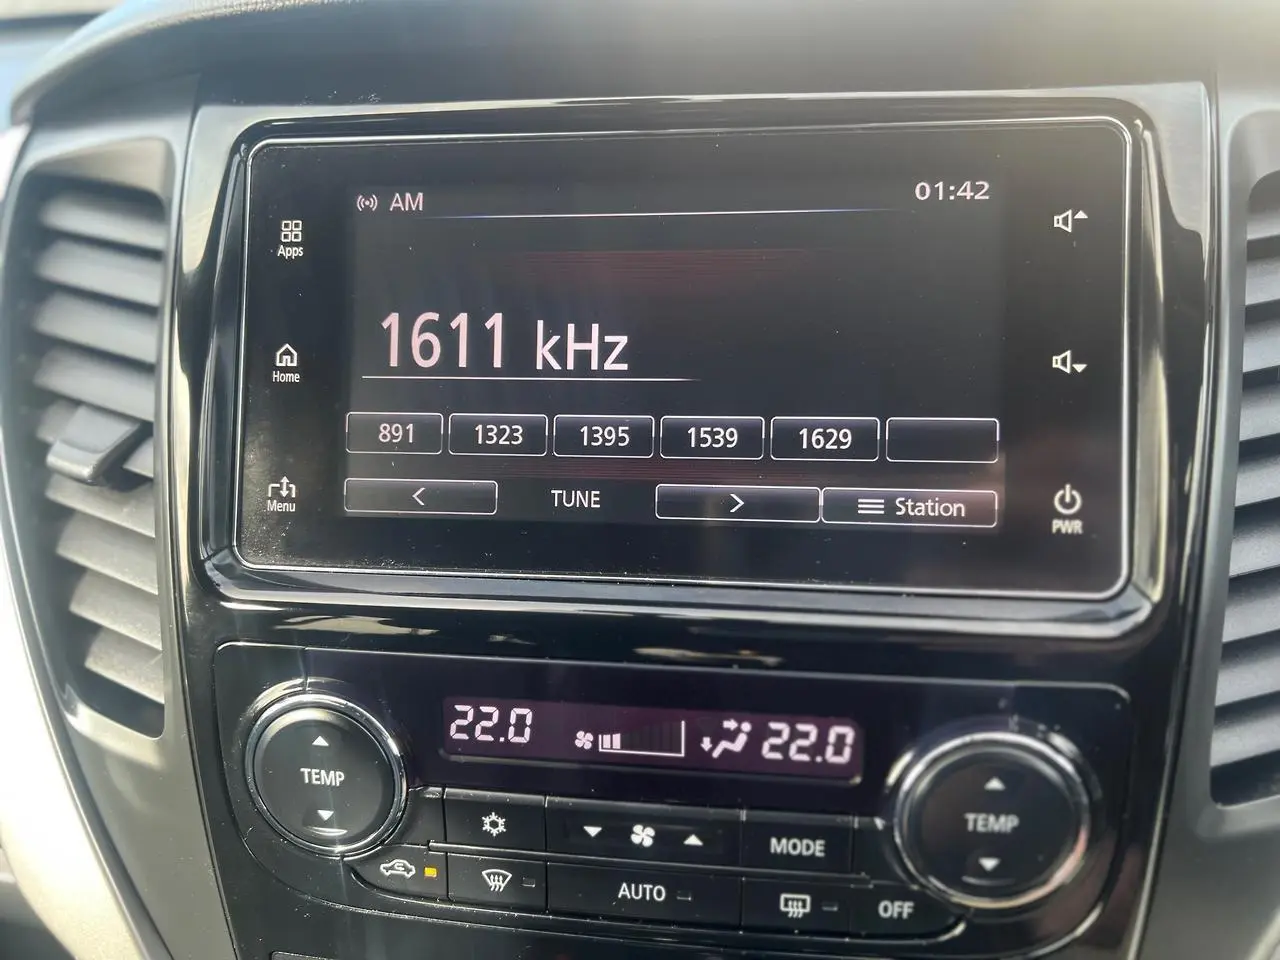 AM 01:42
Apps
1611 kHz
Home
891 1323 1395 1539 1629
Menu
< TUNE > Station
PWR
22.0 22.0
TEMP
TEMP
MODE
AUTO
OFF